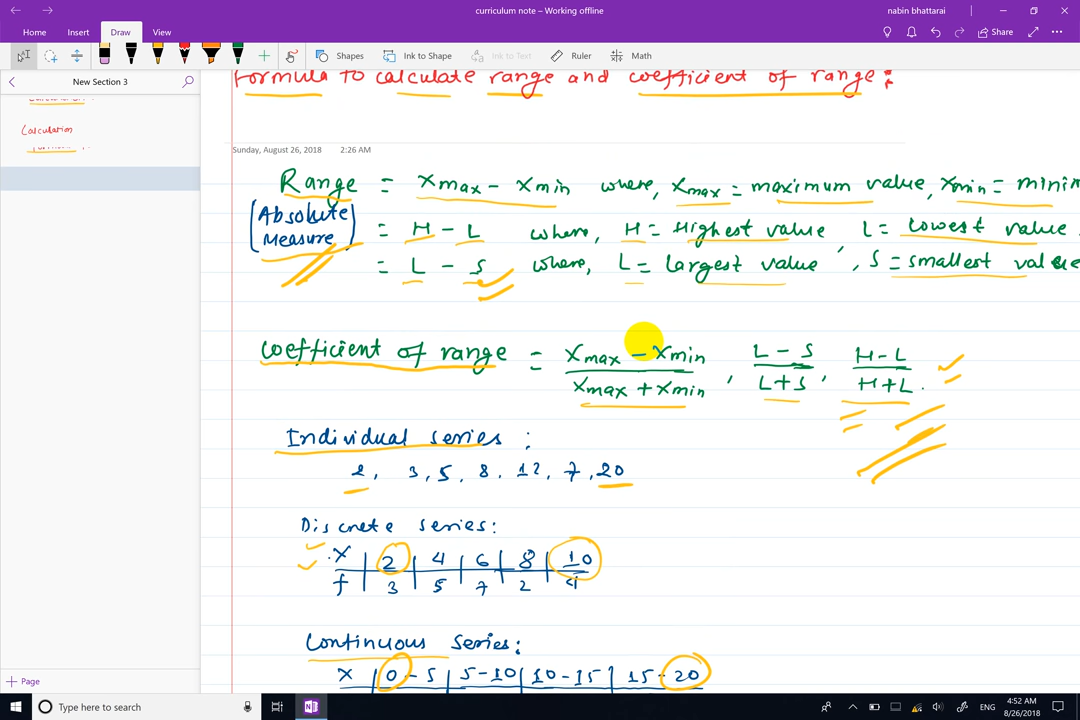 curriculum note – Working offline
nabin bhattarai
Home Insert Draw View
Share
Shapes Ink to Shape Ink to Text Ruler Math
New Section 3
Calculation
Formula to calculate range and coefficient of range:
Sunday, August 26, 2018 2:26 AM
Range = Xmax - Xmin where, Xmax = maximum value, Xmin = minim
(Absolute Measure) = H - L where, H = Highest value L = Lowest value
= L - S where, L = largest value, S = smallest value
coefficient of range = Xmax - Xmin / Xmax + Xmin , L - S / L + S , H - L / H + L .
Individual series :
2, 3, 5, 8, 12, 7, 20
Discrete series:
X | 2 | 4 | 6 | 8 | 10
f | 3 | 5 | 7 | 2 | 4
Continuous series:
X | 0 - 5 | 5 - 10 | 10 - 15 | 15 - 20
Page
Type here to search
ENG
4:52 AM
8/26/2018